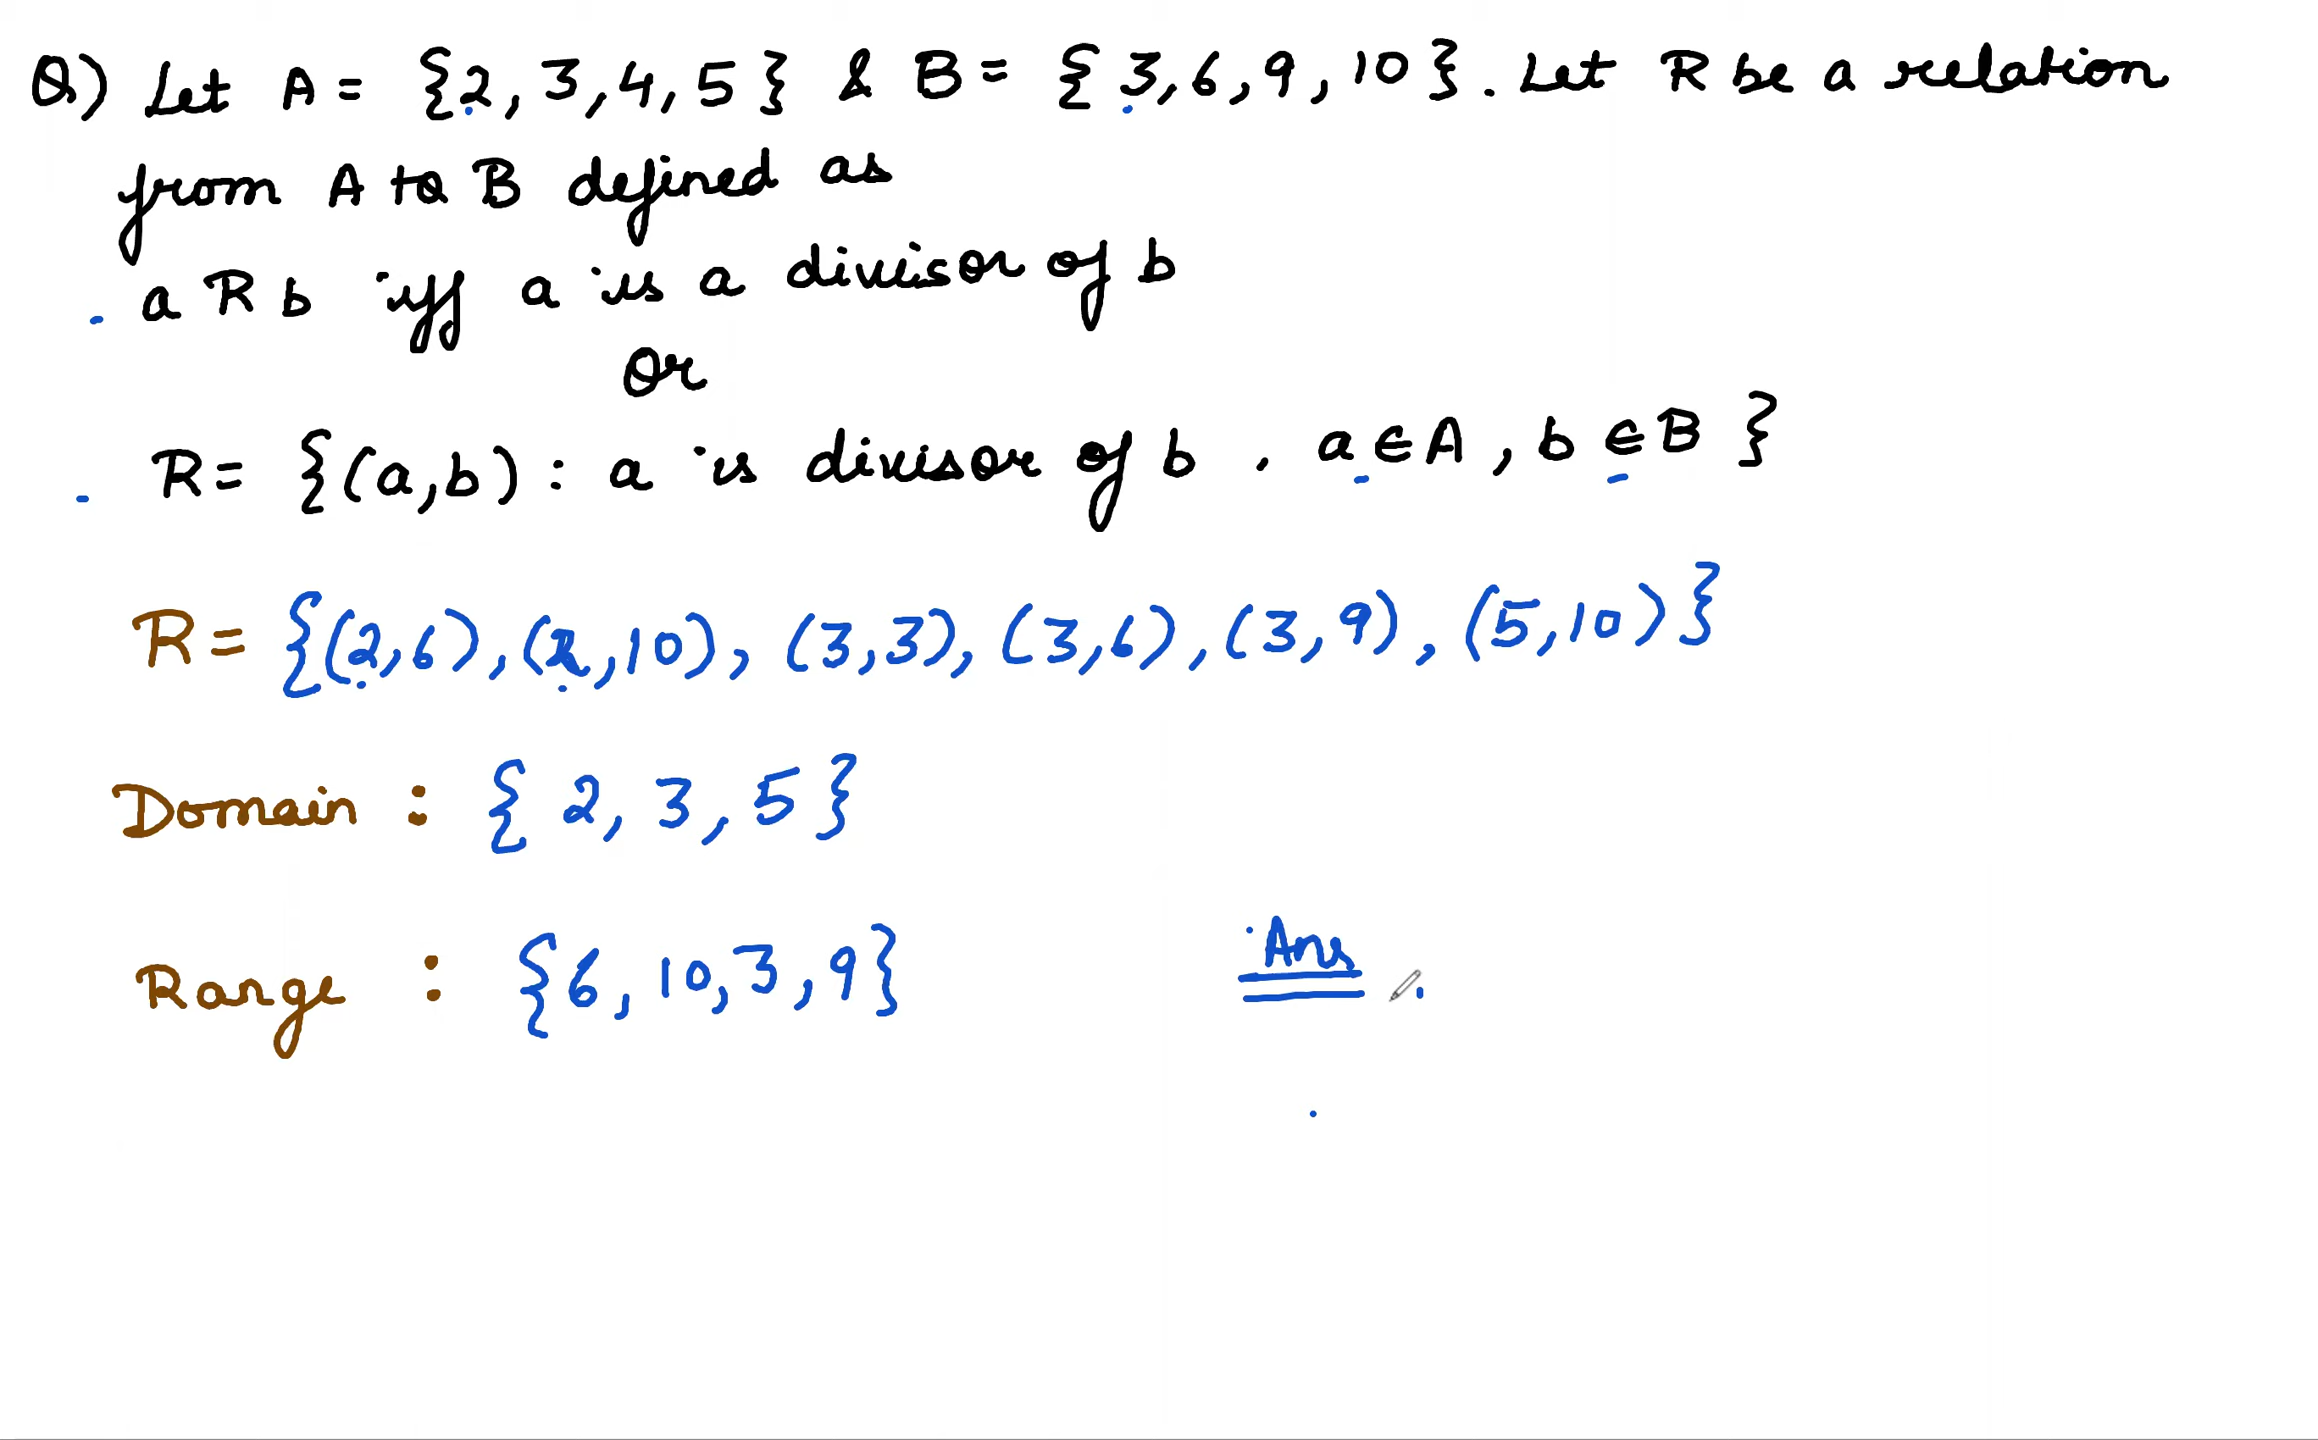 Q) Let A = {2, 3, 4, 5} & B = {3, 6, 9, 10}. Let R be a relation
from A to B defined as
a R b iff a is a divisor of b
or
R = {(a,b) : a is divisor of b , a ∈ A , b ∈ B }
R = {(2,6), (2,10), (3,3), (3,6), (3,9), (5,10)}
Domain : { 2, 3, 5}
Range : {6, 10, 3, 9}
Ans